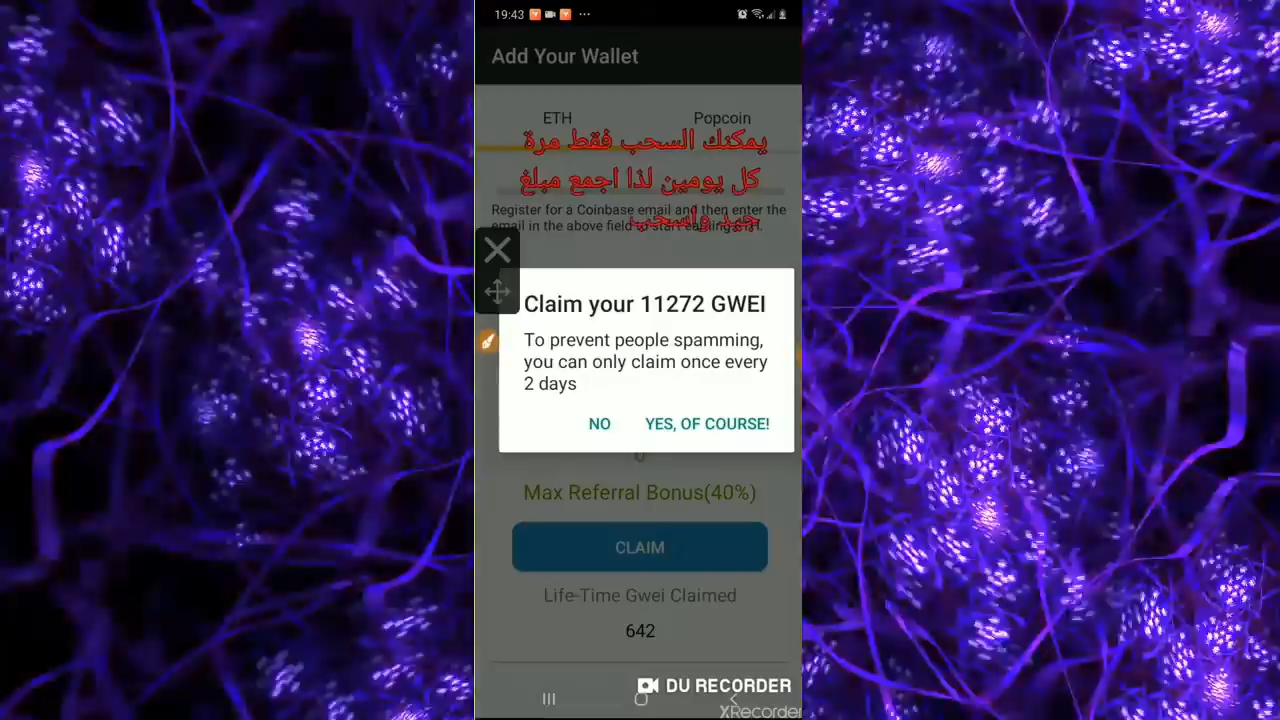 19:43
Add Your Wallet
ETH
Popcoin
يمكنك السحب فقط مرة
كل يومين لذا اجمع مبلغ
جيد واسحب
Register for a Coinbase email and then enter the
email in the above field to start earning
Claim your 11272 GWEI
To prevent people spamming,
you can only claim once every
2 days
NO
YES, OF COURSE!
0
Max Referral Bonus(40%)
CLAIM
Life-Time Gwei Claimed
642
DU RECORDER
XRecorder